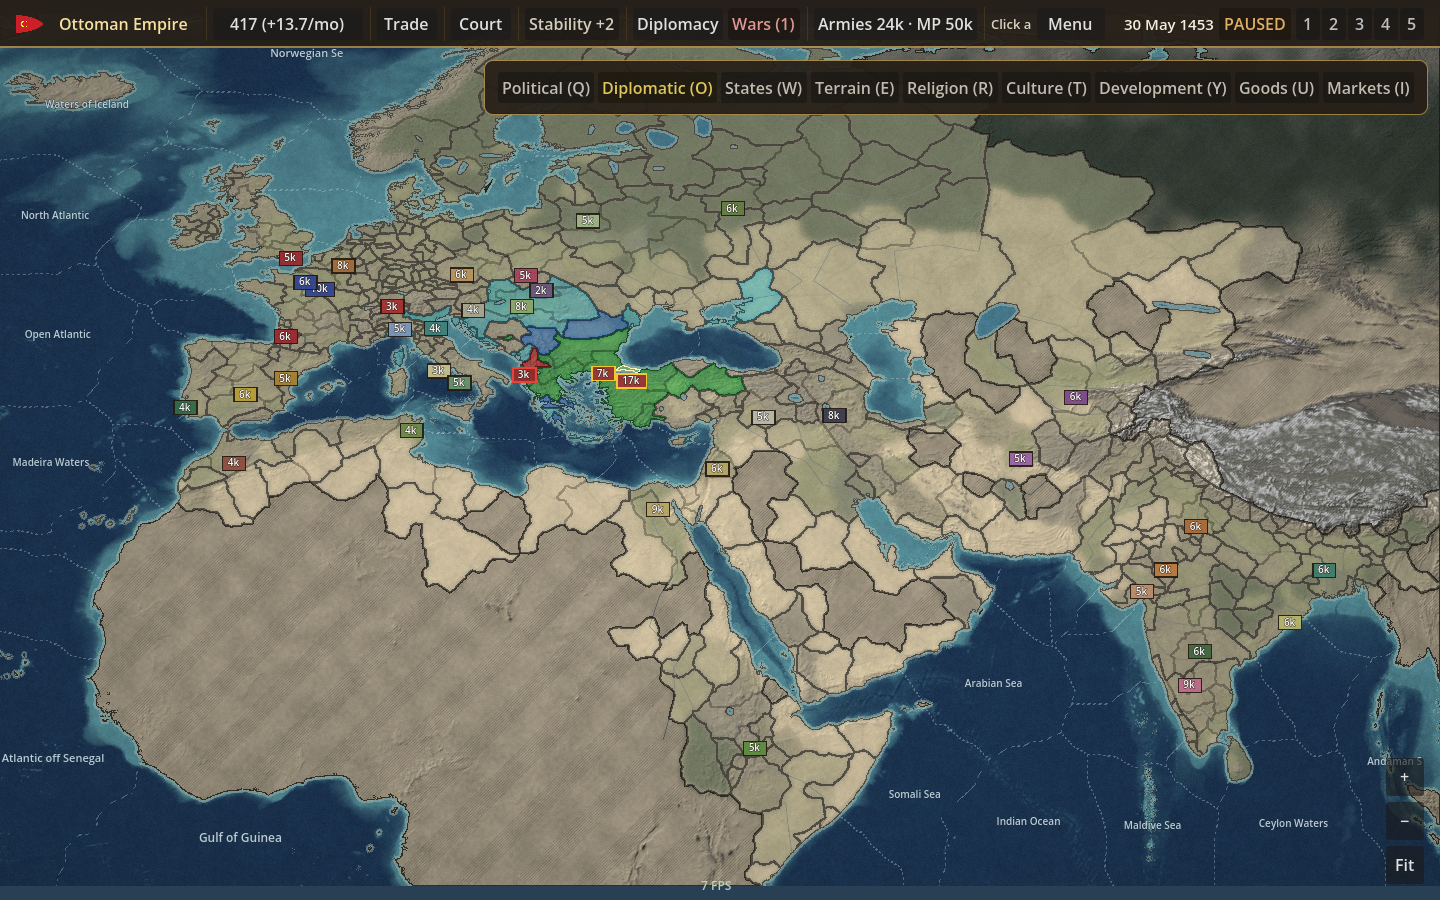 Ottoman Empire 417 (+13.7/mo) Trade Court Stability +2 Diplomacy Wars (1) Armies 24k · MP 50k Click a Menu 30 May 1453 PAUSED 1 2 3 4 5
Norwegian Se
Political (Q) Diplomatic (O) States (W) Terrain (E) Religion (R) Culture (T) Development (Y) Goods (U) Markets (I)
Waters of Iceland
North Atlantic
5k
6k
5k
8k
6k
5k
6k
2k
3k
4k
8k
Open Atlantic
5k
4k
6k
3k
5k
3k
7k
17k
5k
6k
4k
5k
6k
5k
8k
4k
Madeira Waters
4k
6k
5k
9k
6k
6k
6k
5k
6k
6k
9k
Arabian Sea
Atlantic off Senegal
5k
Somali Sea
Indian Ocean
Maldive Sea
Ceylon Waters
Andaman S
Gulf of Guinea
+
−
Fit
7 FPS